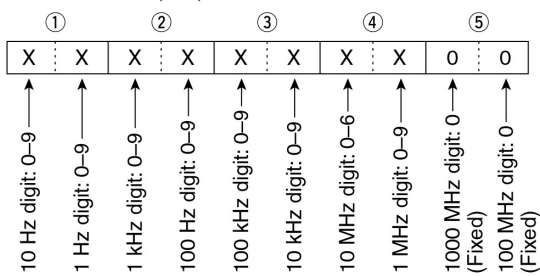 ① ② ③ ④ ⑤
X X X X X X X X 0 0
10 Hz digit: 0–9
1 Hz digit: 0–9
1 kHz digit: 0–9
100 Hz digit: 0–9
100 kHz digit: 0–9
10 kHz digit: 0–9
10 MHz digit: 0–6
1 MHz digit: 0–9
1000 MHz digit: 0
(Fixed)
100 MHz digit: 0
(Fixed)